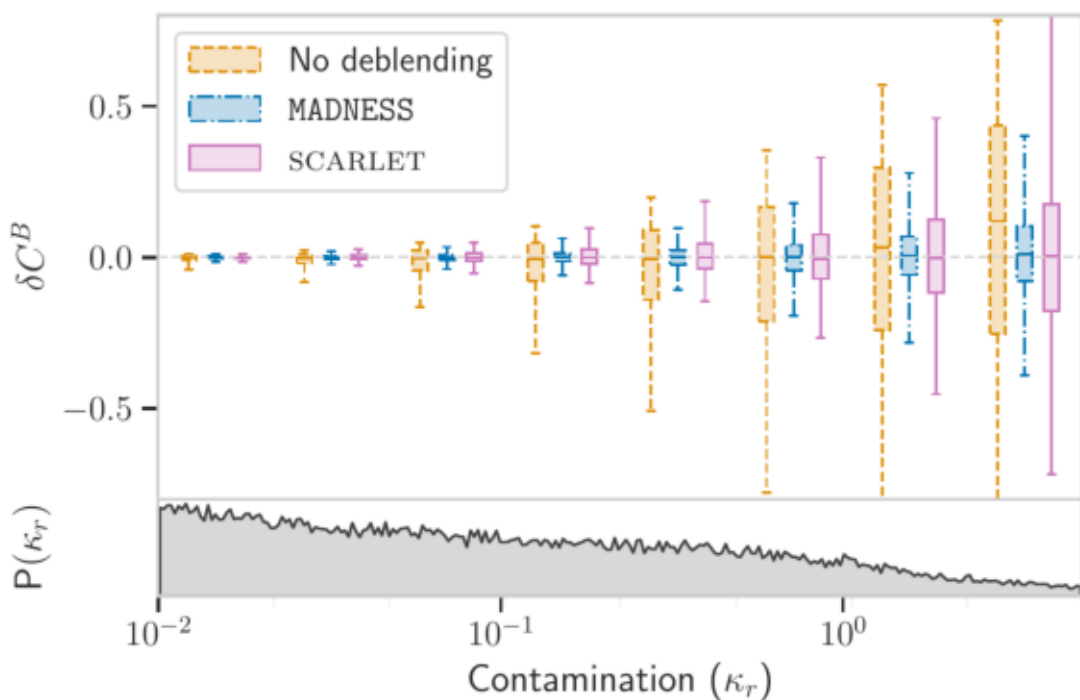 No deblending
MADNESS
SCARLET
0.5
0.0
−0.5
δC^B
P(κ_r)
10^−2
10^−1
10^0
Contamination (κ_r)